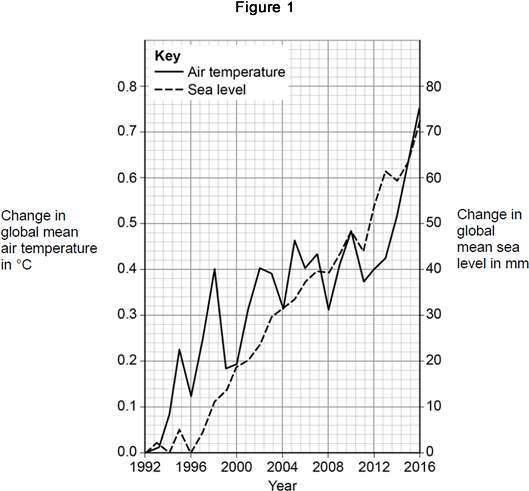 Figure 1
Key
Air temperature
Sea level
0.8
0.7
0.6
0.5
0.4
0.3
0.2
0.1
0.0
Change in
global mean
air temperature
in °C
80
70
60
50
40
30
20
10
0
Change in
global
mean sea
level in mm
1992 1996 2000 2004 2008 2012 2016
Year